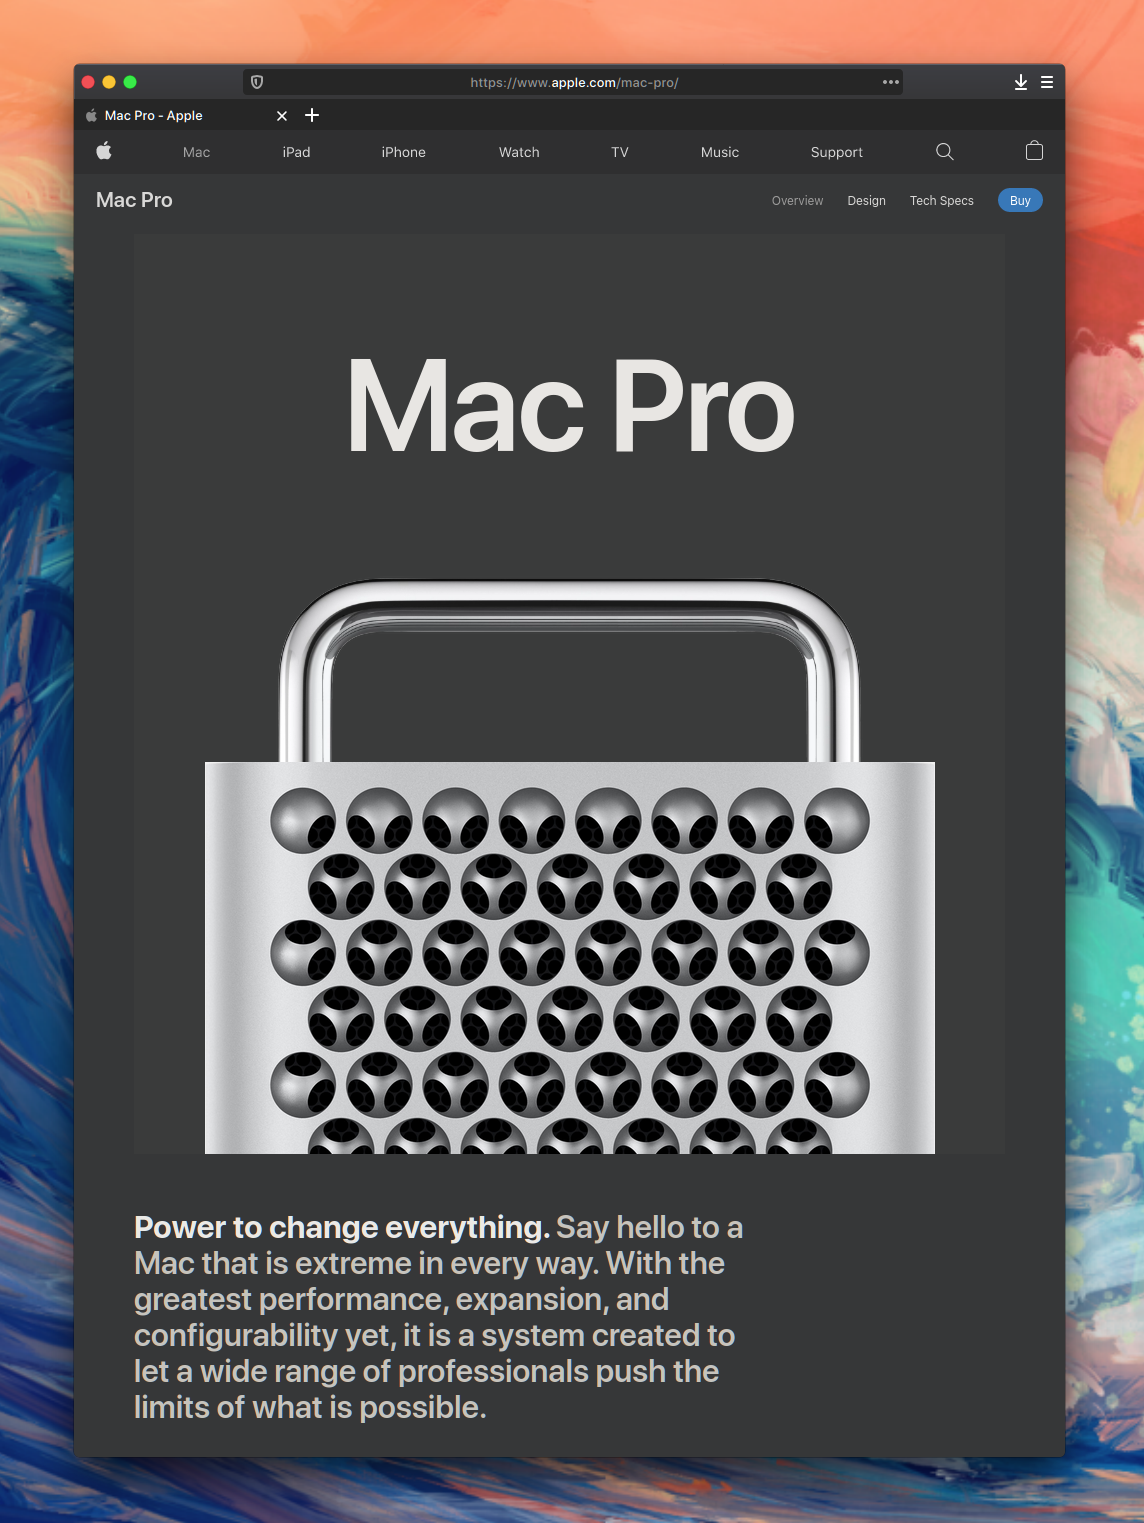 https://www.apple.com/mac-pro/
Mac Pro - Apple
Mac iPad iPhone Watch TV Music Support
Mac Pro
Overview Design Tech Specs Buy
Mac Pro
Power to change everything. Say hello to a
Mac that is extreme in every way. With the
greatest performance, expansion, and
configurability yet, it is a system created to
let a wide range of professionals push the
limits of what is possible.